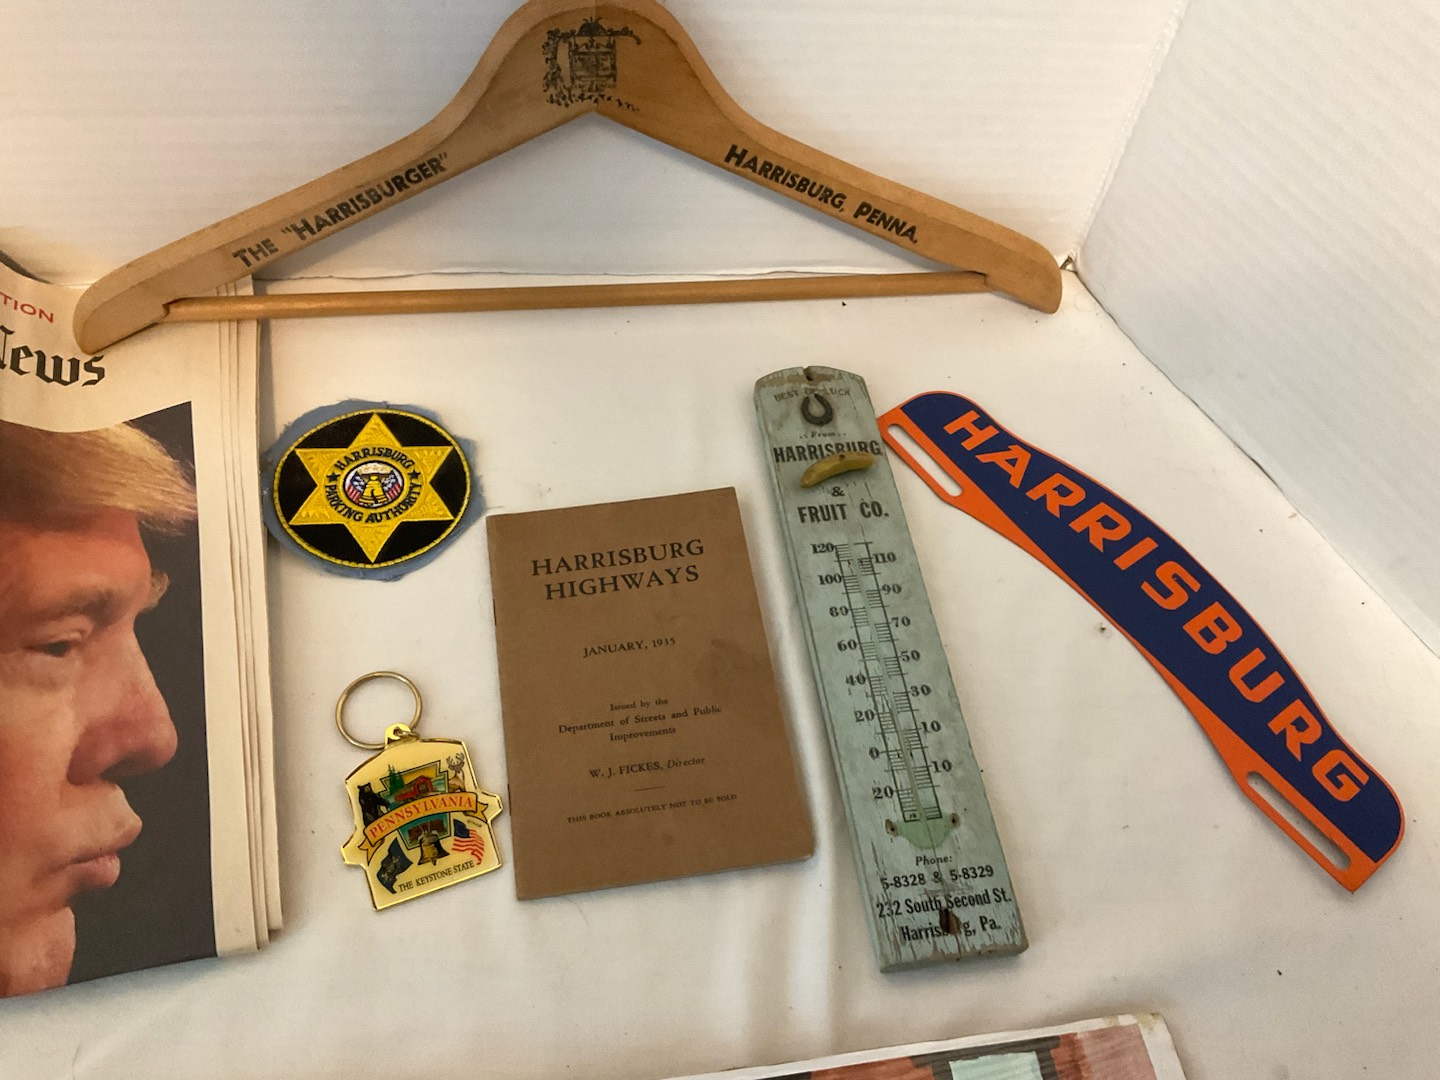 THE "HARRISBURGER"
HARRISBURG, PENNA.
TION
News
HARRISBURG
PARKING AUTHORITY
PENNSYLVANIA
THE KEYSTONE STATE
HARRISBURG
HIGHWAYS
JANUARY, 1935
Issued by the
Department of Streets and Public
Improvements
W. J. FICKES, Director
THIS BOOK ABSOLUTELY NOT TO BE SOLD
BEST OF LUCK
From
HARRISBURG
&
FRUIT CO.
120 110
100 90
80 70
60 50
40 30
20 10
0 10
20
Phone:
5-8328 & 5-8329
232 South Second St.
Harrisburg, Pa.
HARRISBURG